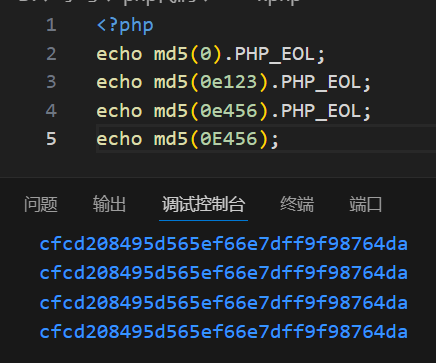 1 <?php
2 echo md5(0).PHP_EOL;
3 echo md5(0e123).PHP_EOL;
4 echo md5(0e456).PHP_EOL;
5 echo md5(0E456);
问题 输出 调试控制台 终端 端口
cfcd208495d565ef66e7dff9f98764da
cfcd208495d565ef66e7dff9f98764da
cfcd208495d565ef66e7dff9f98764da
cfcd208495d565ef66e7dff9f98764da